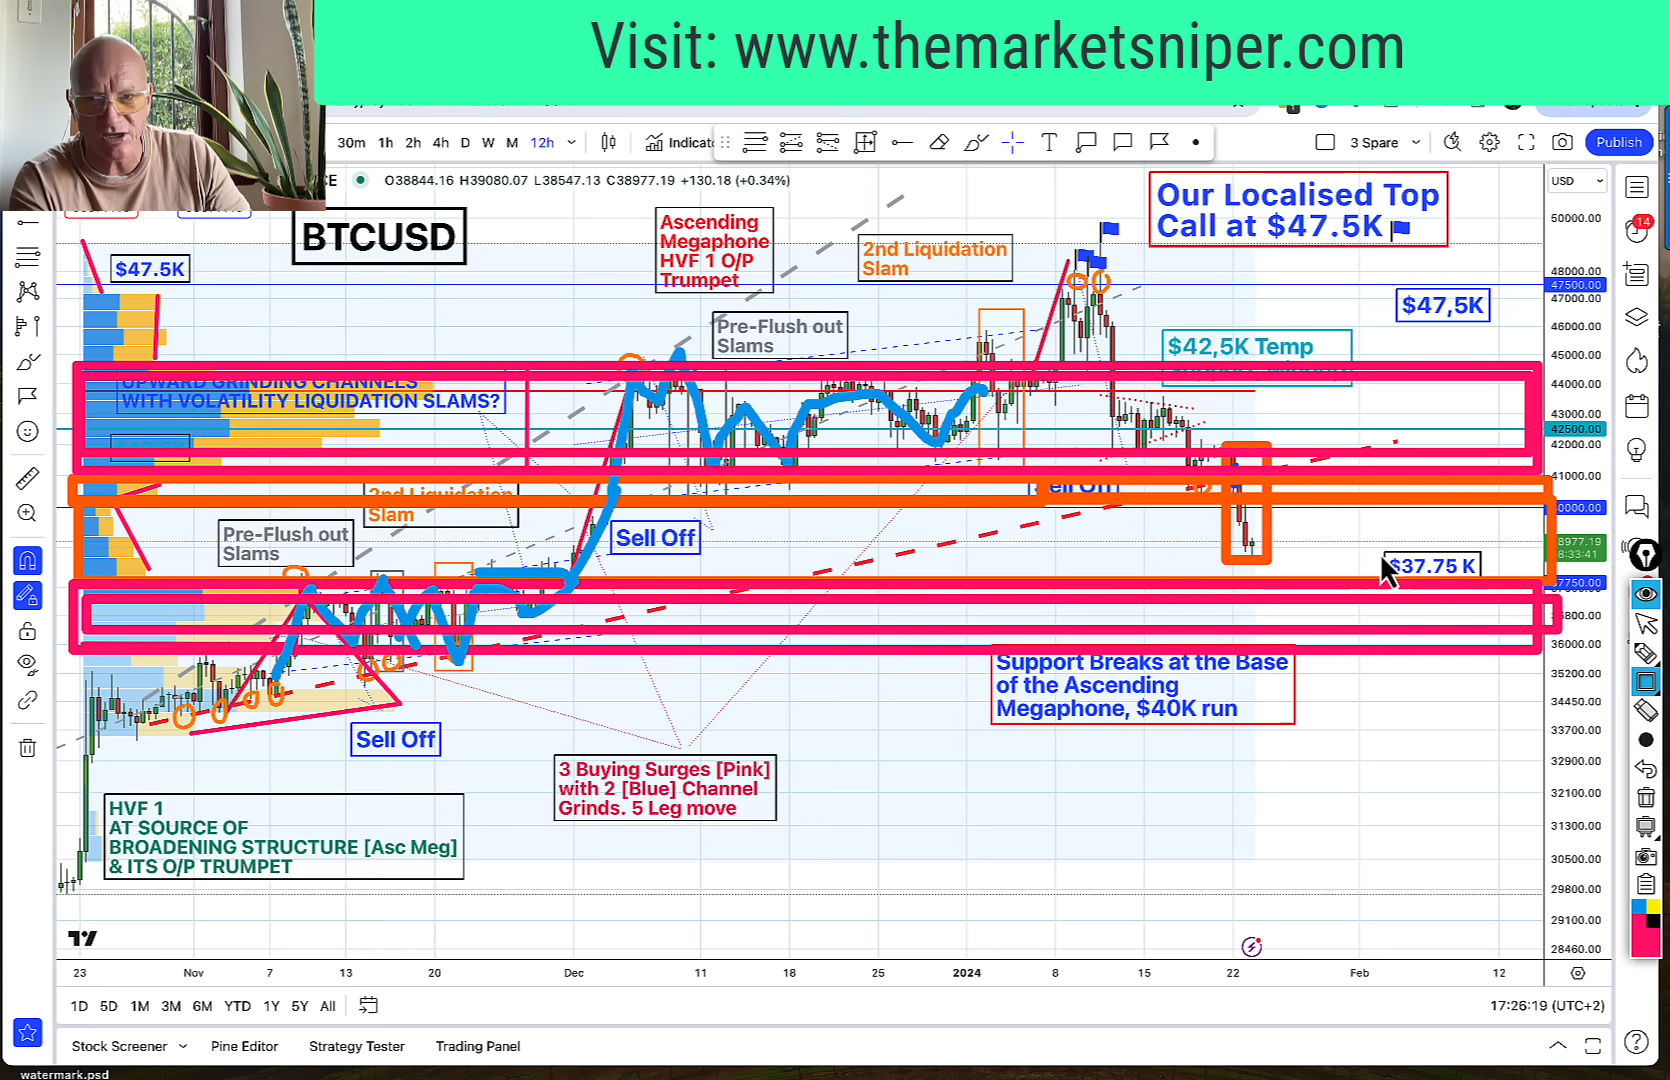 Visit: www.themarketsniper.com
30m 1h 2h 4h D W M 12h
3 Spare
Publish
O38844.16 H39080.07 L38547.13 C38977.19 +130.18 (+0.34%)
USD
BTCUSD
$47.5K
Ascending
Megaphone
HVF 1 O/P
Trumpet
2nd Liquidation
Slam
Our Localised Top
Call at $47.5K
$47,5K
Pre-Flush out
Slams
$42,5K Temp
UPWARD GRINDING CHANNELS
WITH VOLATILITY LIQUIDATION SLAMS?
2nd Liquidation
Slam
Pre-Flush out
Slams
Sell Off
Sell Off
$37.75 K
Support Breaks at the Base
of the Ascending
Megaphone, $40K run
Sell Off
3 Buying Surges [Pink]
with 2 [Blue] Channel
Grinds. 5 Leg move
HVF 1
AT SOURCE OF
BROADENING STRUCTURE [Asc Meg]
& ITS O/P TRUMPET
50000.00
48000.00
47500.00
47000.00
46000.00
45000.00
44000.00
43000.00
42500.00
42000.00
41000.00
35200.00
34450.00
33700.00
32900.00
32100.00
31300.00
30500.00
29800.00
29100.00
28460.00
14
23 Nov 7 13 20 Dec 11 18 25 2024 8 15 22 Feb 12
1D 5D 1M 3M 6M YTD 1Y 5Y All
17:26:19 (UTC+2)
Stock Screener Pine Editor Strategy Tester Trading Panel
watermark.psd